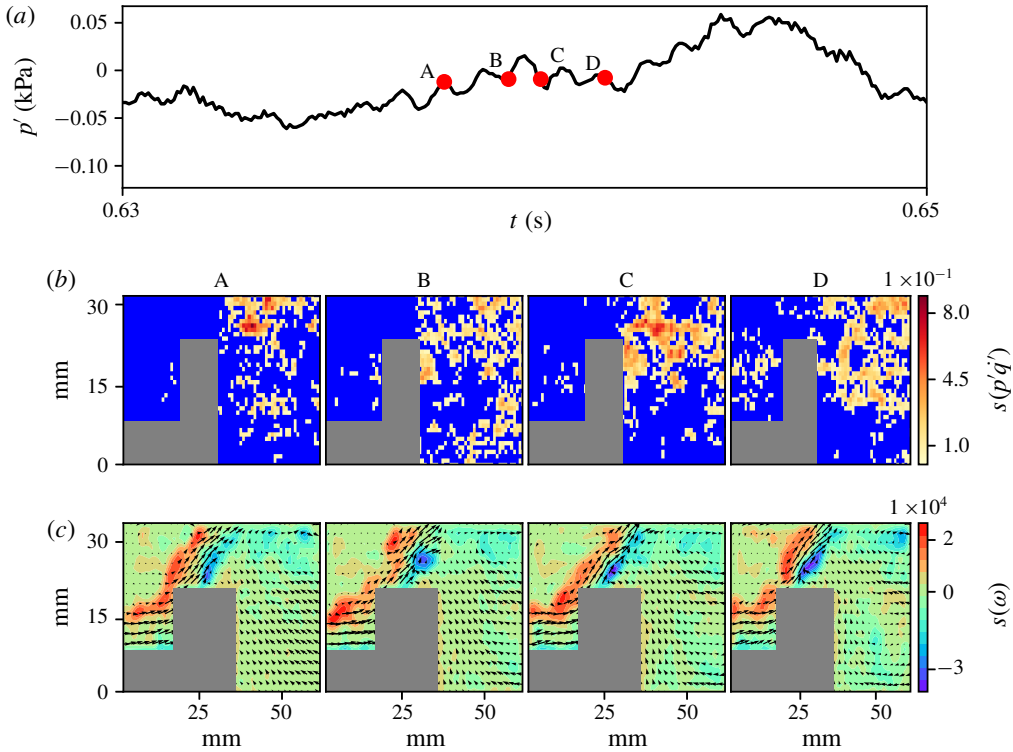 (a)
0.05
0
−0.05
−0.10
p′ (kPa)
A
B
C
D
0.63
0.65
t (s)
(b)
A
B
C
D
1 ×10⁻¹
30
15
0
mm
8.0
4.5
1.0
s(p′q̇′)
(c)
1 ×10⁴
30
15
0
mm
2
0
−3
s(ω)
25
50
25
50
25
50
25
50
mm
mm
mm
mm